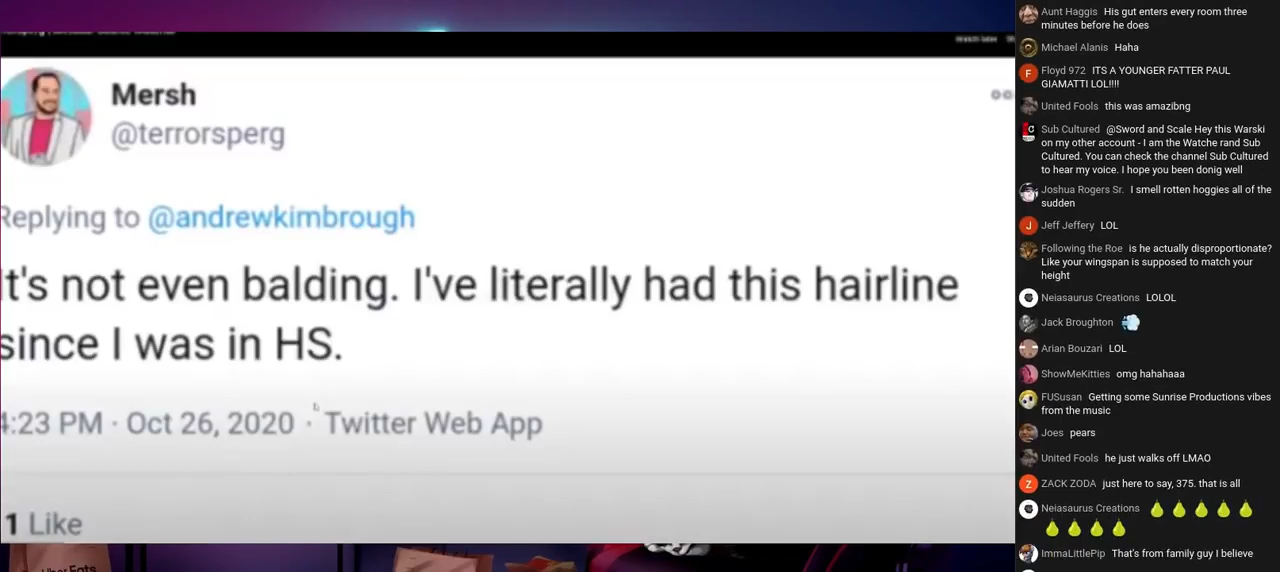 Mersh
@terrorsperg
Replying to @andrewkimbrough
t's not even balding. I've literally had this hairline
since I was in HS.
4:23 PM · Oct 26, 2020 · Twitter Web App
1 Like
Uber Eats
Aunt Haggis His gut enters every room three
minutes before he does
Michael Alanis Haha
F
Floyd 972 ITS A YOUNGER FATTER PAUL
GIAMATTI LOL!!!!
United Fools this was amazibng
Sub Cultured @Sword and Scale Hey this Warski
on my other account - I am the Watche rand Sub
Cultured. You can check the channel Sub Cultured
to hear my voice. I hope you been donig well
Joshua Rogers Sr. I smell rotten hoggies all of the
sudden
J
Jeff Jeffery LOL
Following the Roe is he actually disproportionate?
Like your wingspan is supposed to match your
height
Neiasaurus Creations LOLOL
Jack Broughton 💨
Arian Bouzari LOL
ShowMeKitties omg hahahaaa
FUSusan Getting some Sunrise Productions vibes
from the music
Joes pears
United Fools he just walks off LMAO
Z
ZACK ZODA just here to say, 375. that is all
Neiasaurus Creations 🍐 🍐 🍐 🍐 🍐
🍐 🍐 🍐 🍐
ImmaLittlePip That's from family guy I believe